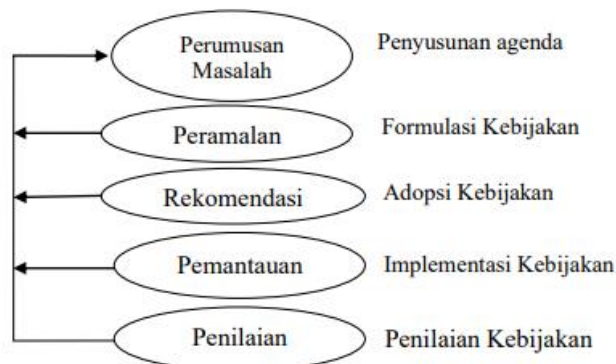 Perumusan
Masalah
Penyusunan agenda
Peramalan
Formulasi Kebijakan
Rekomendasi
Adopsi Kebijakan
Pemantauan
Implementasi Kebijakan
Penilaian
Penilaian Kebijakan